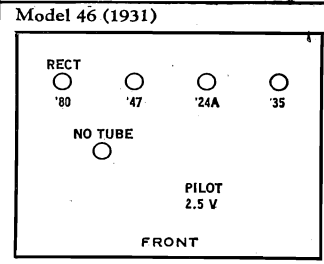 Model 46 (1931)
RECT
'80 '47 '24A '35
NO TUBE
PILOT
2.5 V
FRONT